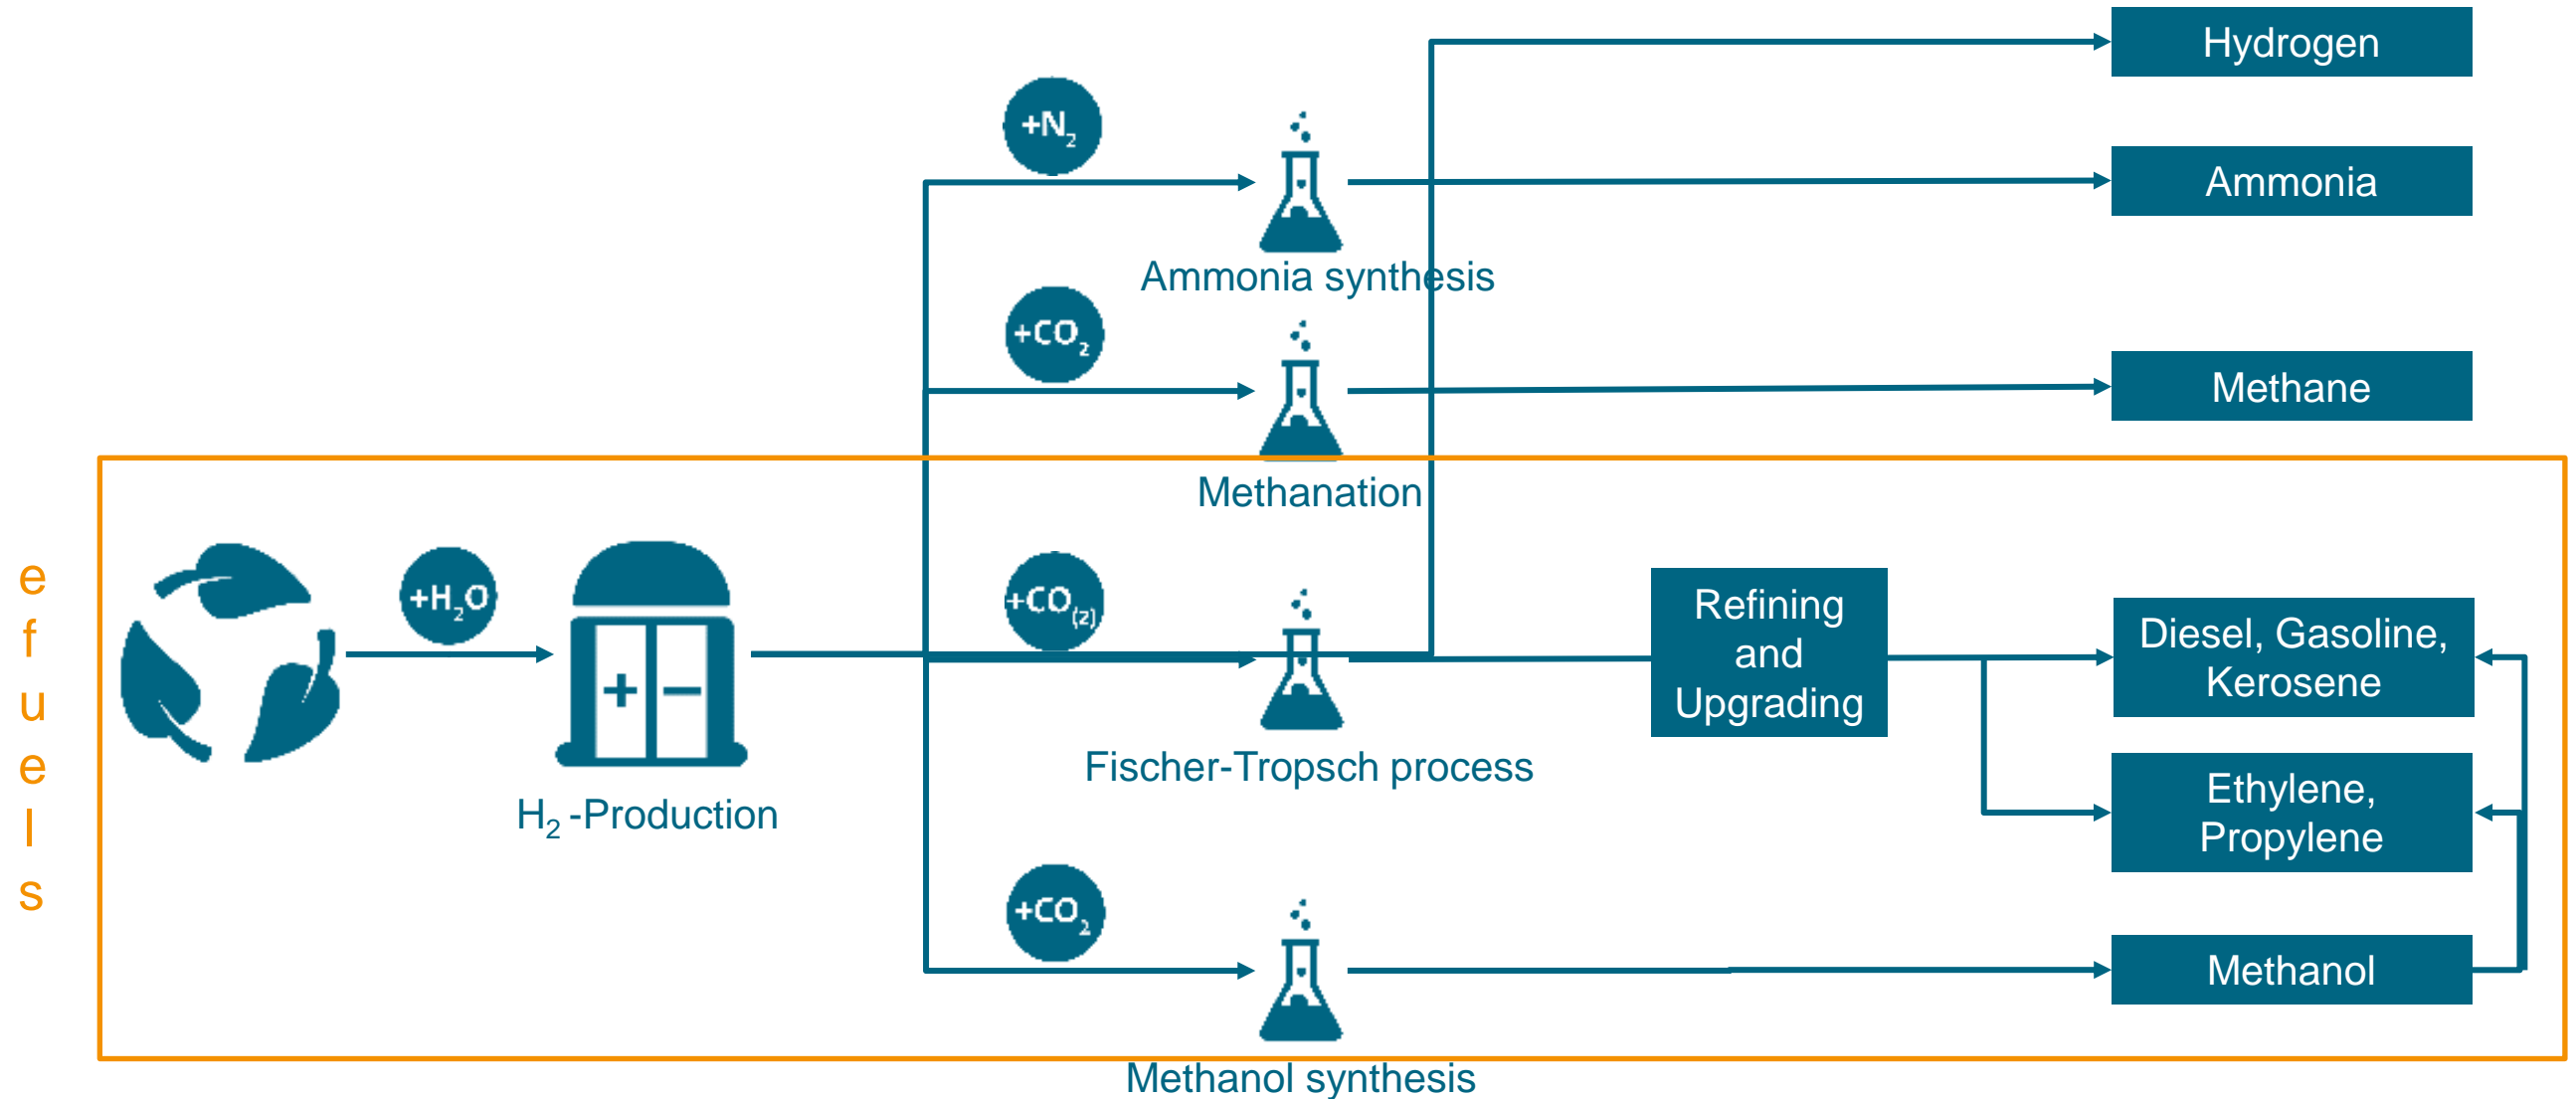 Hydrogen
+N₂
Ammonia
Ammonia synthesis
+CO₂
Methane
Methanation
efuels
+H₂O
+CO₍₂₎
Refining
and
Upgrading
Diesel, Gasoline,
Kerosene
H₂ -Production
Fischer-Tropsch process
Ethylene,
Propylene
+CO₂
Methanol
Methanol synthesis
+
−